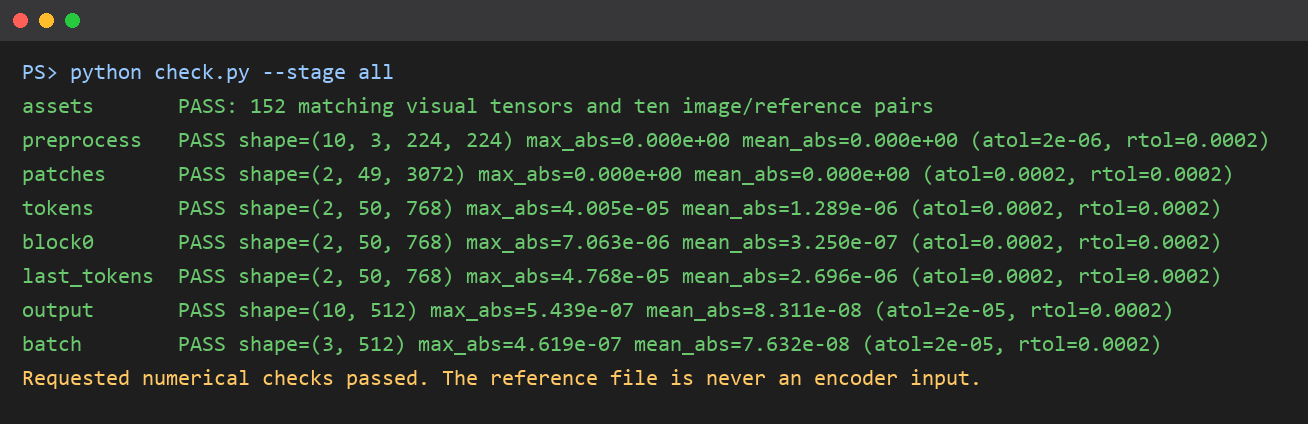 PS> python check.py --stage all
assets       PASS: 152 matching visual tensors and ten image/reference pairs
preprocess   PASS shape=(10, 3, 224, 224) max_abs=0.000e+00 mean_abs=0.000e+00 (atol=2e-06, rtol=0.0002)
patches      PASS shape=(2, 49, 3072) max_abs=0.000e+00 mean_abs=0.000e+00 (atol=0.0002, rtol=0.0002)
tokens       PASS shape=(2, 50, 768) max_abs=4.005e-05 mean_abs=1.289e-06 (atol=0.0002, rtol=0.0002)
block0       PASS shape=(2, 50, 768) max_abs=7.063e-06 mean_abs=3.250e-07 (atol=0.0002, rtol=0.0002)
last_tokens  PASS shape=(2, 50, 768) max_abs=4.768e-05 mean_abs=2.696e-06 (atol=0.0002, rtol=0.0002)
output       PASS shape=(10, 512) max_abs=5.439e-07 mean_abs=8.311e-08 (atol=2e-05, rtol=0.0002)
batch        PASS shape=(3, 512) max_abs=4.619e-07 mean_abs=7.632e-08 (atol=2e-05, rtol=0.0002)
Requested numerical checks passed. The reference file is never an encoder input.